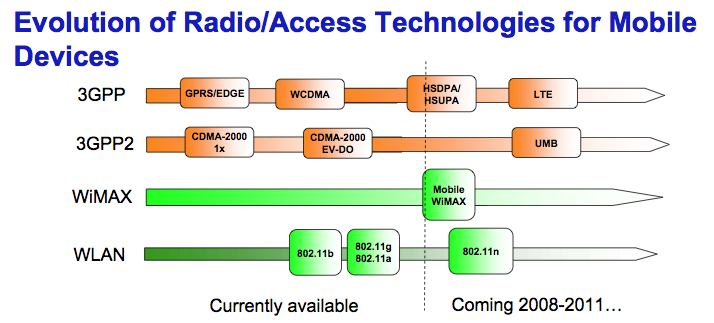 Evolution of Radio/Access Technologies for Mobile
Devices
3GPP
GPRS/EDGE
WCDMA
HSDPA/
HSUPA
LTE
3GPP2
CDMA-2000
1x
CDMA-2000
EV-DO
UMB
WiMAX
Mobile
WiMAX
WLAN
802.11b
802.11g
802.11a
802.11n
Currently available
Coming 2008-2011…